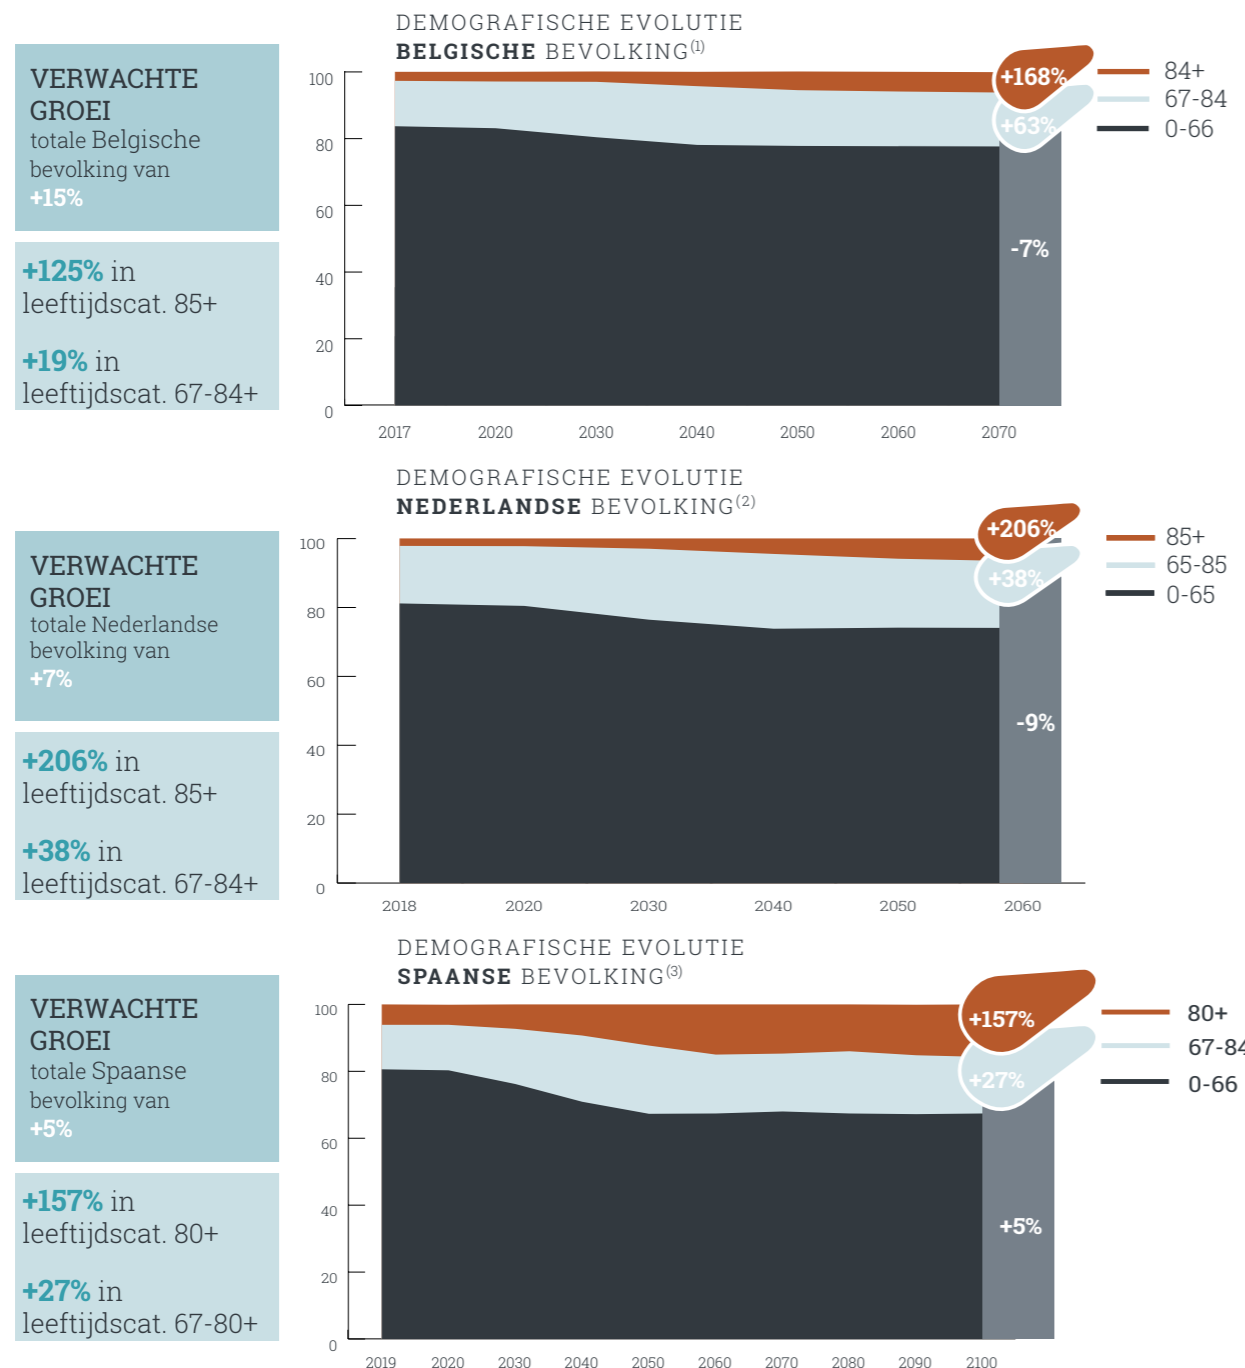 DEMOGRAFISCHE EVOLUTIE
BELGISCHE BEVOLKING(1)
VERWACHTE
GROEI
totale Belgische
bevolking van
+15%
+125% in
leeftijdscat. 85+
+19% in
leeftijdscat. 67-84+
100
80
60
40
20
0
2017 2020 2030 2040 2050 2060 2070
+168%
+63%
-7%
84+
67-84
0-66
DEMOGRAFISCHE EVOLUTIE
NEDERLANDSE BEVOLKING(2)
VERWACHTE
GROEI
totale Nederlandse
bevolking van
+7%
+206% in
leeftijdscat. 85+
+38% in
leeftijdscat. 67-84+
100
80
60
40
20
0
2018 2020 2030 2040 2050 2060
+206%
+38%
-9%
85+
65-85
0-65
DEMOGRAFISCHE EVOLUTIE
SPAANSE BEVOLKING(3)
VERWACHTE
GROEI
totale Spaanse
bevolking van
+5%
+157% in
leeftijdscat. 80+
+27% in
leeftijdscat. 67-80+
100
80
60
40
20
0
2019 2020 2030 2040 2050 2060 2070 2080 2090 2100
+157%
+27%
+5%
80+
67-84
0-66